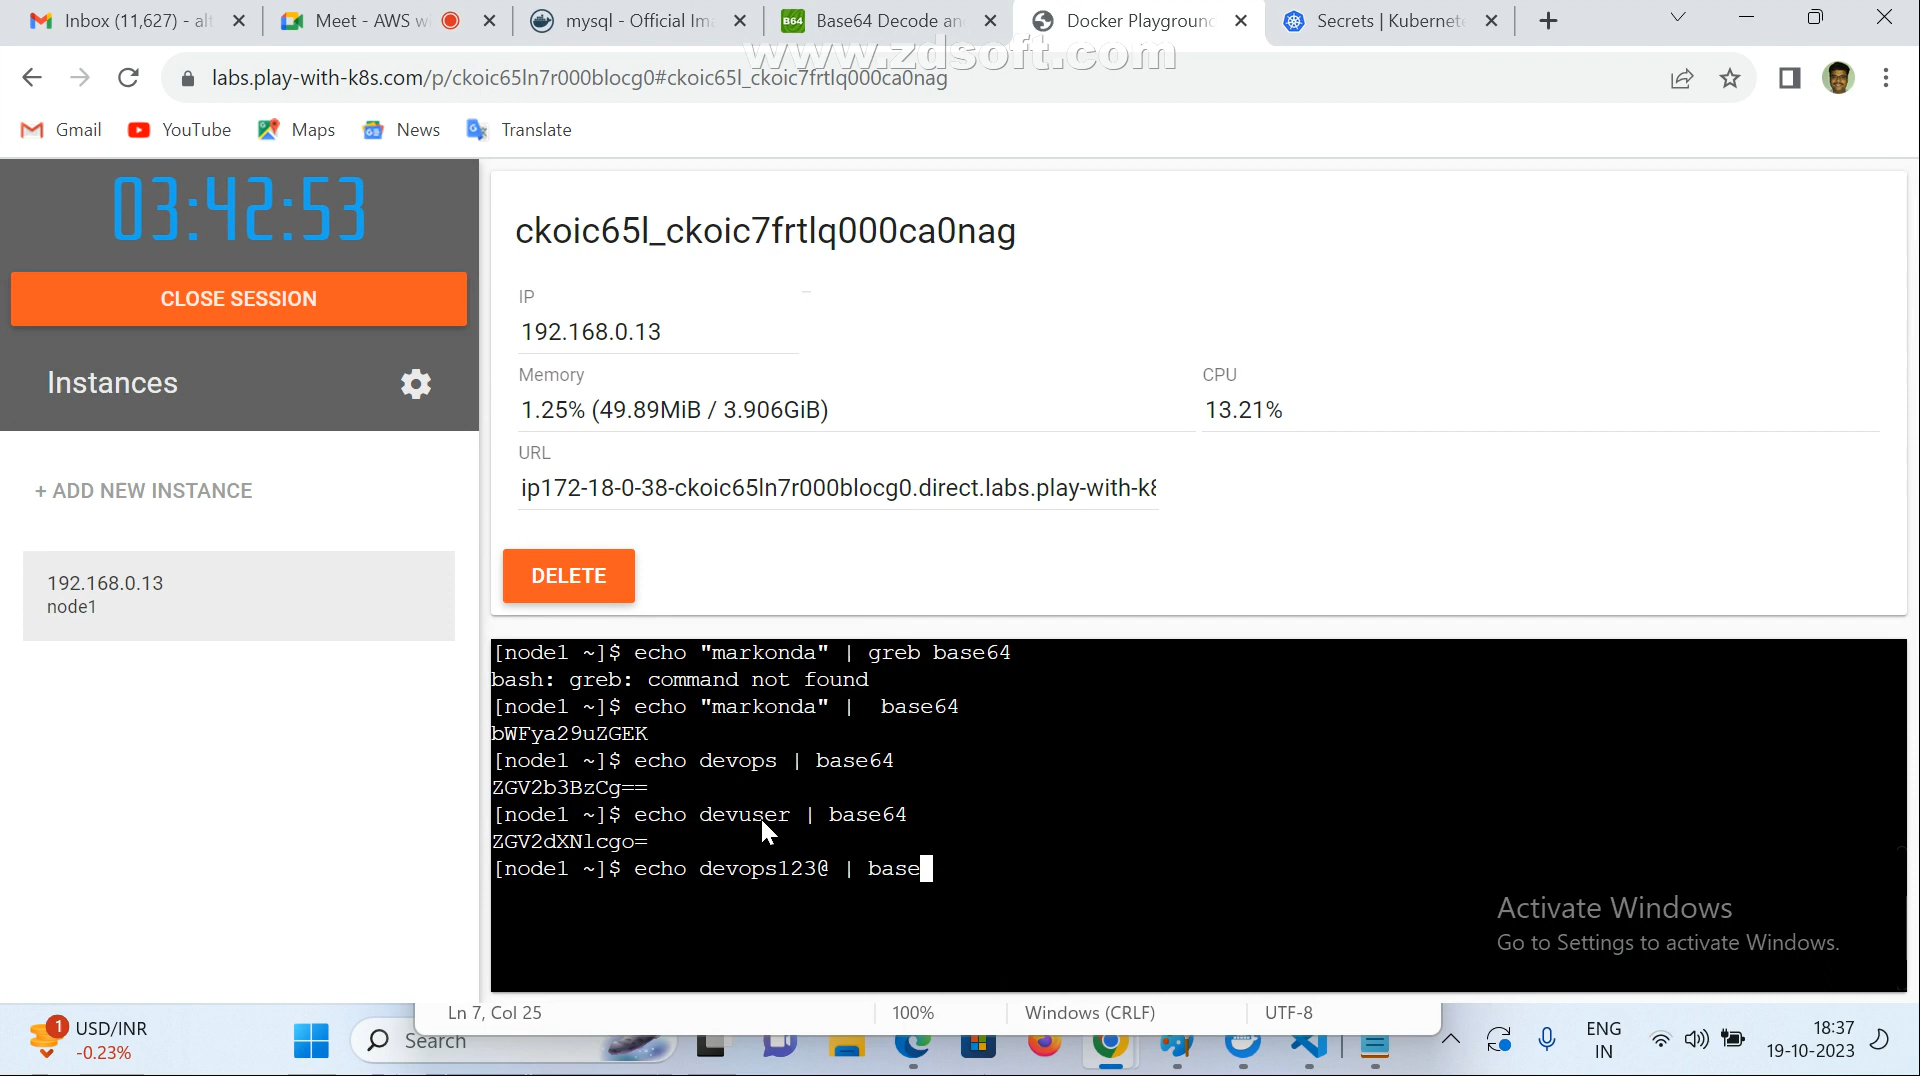 Inbox (11,627) - alt
Meet - AWS w
mysql - Official Im
B64
Base64 Decode an
Docker Playgroun
Secrets | Kubernete
www.zdsoft.com
labs.play-with-k8s.com/p/ckoic65ln7r000blocg0#ckoic65l_ckoic7frtlq000ca0nag
Gmail
YouTube
Maps
News
Translate
03:42:53
CLOSE SESSION
Instances
+ ADD NEW INSTANCE
192.168.0.13
node1
ckoic65l_ckoic7frtlq000ca0nag
IP
192.168.0.13
Memory
1.25% (49.89MiB / 3.906GiB)
CPU
13.21%
URL
ip172-18-0-38-ckoic65ln7r000blocg0.direct.labs.play-with-k8
DELETE
[node1 ~]$ echo "markonda" | greb base64
bash: greb: command not found
[node1 ~]$ echo "markonda" |  base64
bWFya29uZGEK
[node1 ~]$ echo devops | base64
ZGV2b3BzCg==
[node1 ~]$ echo devuser | base64
ZGV2dXNlcgo=
[node1 ~]$ echo devops123@ | base
Activate Windows
Go to Settings to activate Windows.
Ln 7, Col 25
100%
Windows (CRLF)
UTF-8
1
USD/INR
-0.23%
Search
ENG
IN
18:37
19-10-2023